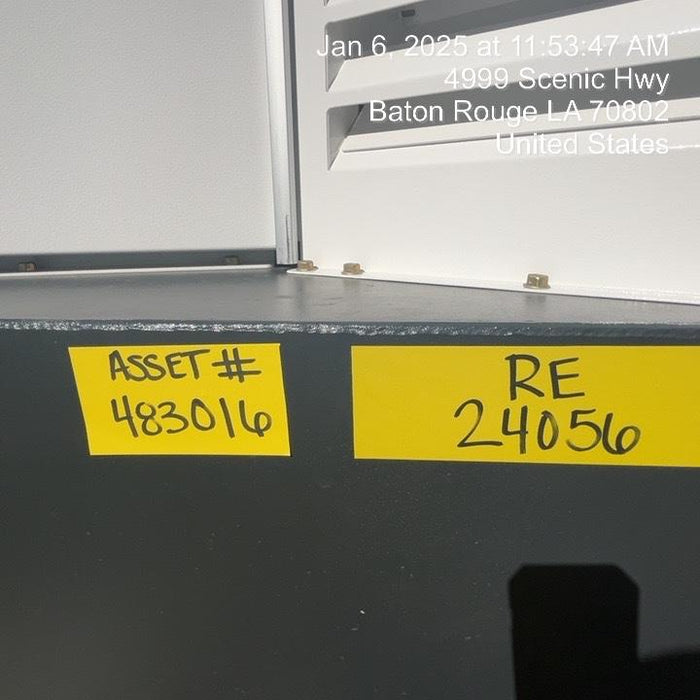 Jan 6, 2025 at 11:53:47 AM
4999 Scenic Hwy
Baton Rouge LA 70802
United States
ASSET #
483016
RE
24056